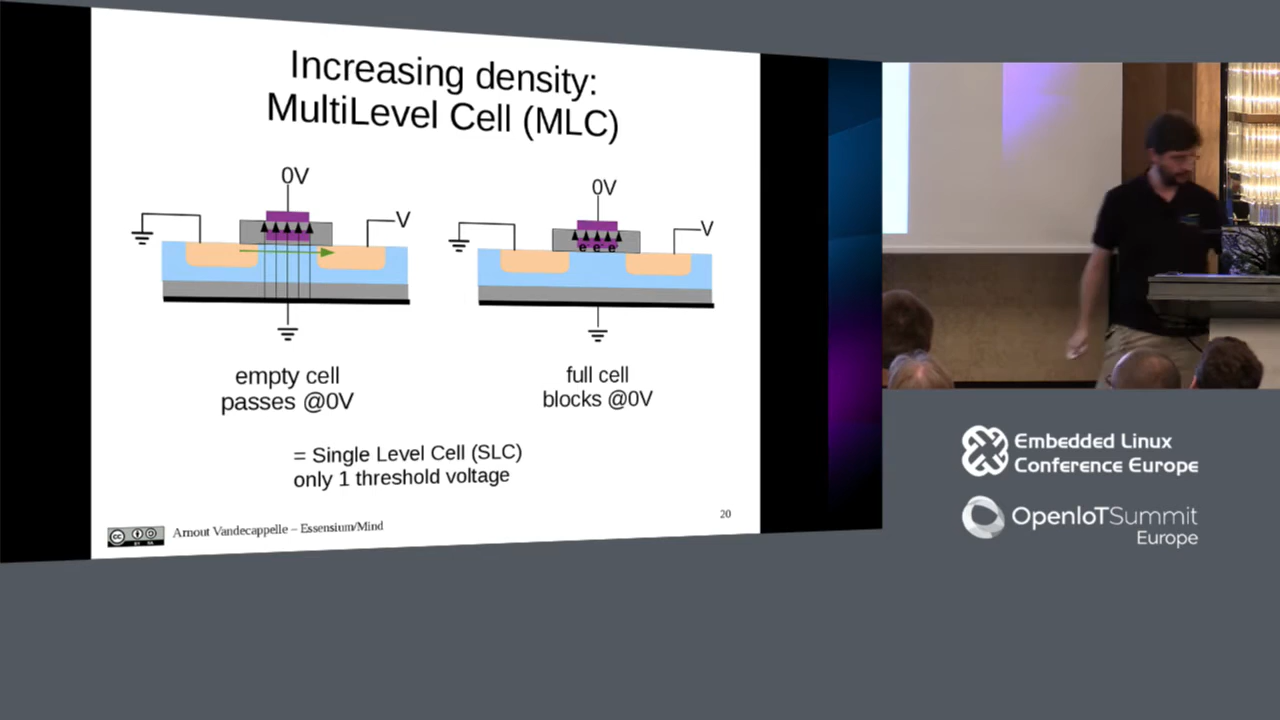 Increasing density:
MultiLevel Cell (MLC)
0V
V
0V
V
e e e
empty cell
passes @0V
full cell
blocks @0V
= Single Level Cell (SLC)
only 1 threshold voltage
Arnout Vandecappelle – Essensium/Mind
20
Embedded Linux
Conference Europe
OpenIoTSummit
Europe